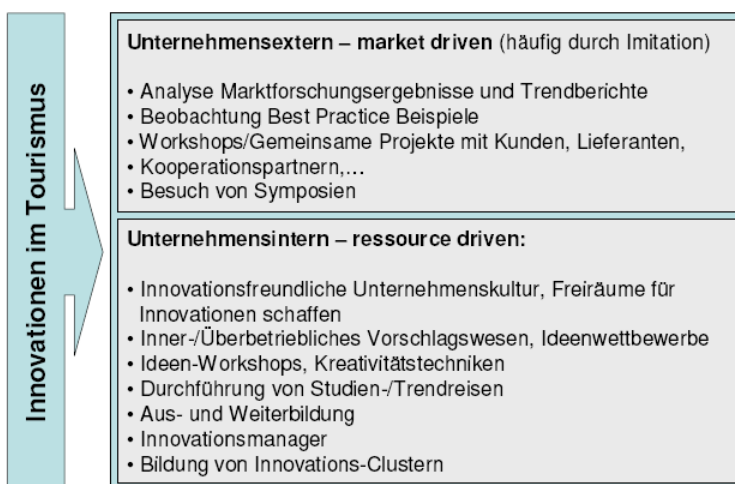 Innovationen im Tourismus
Unternehmensextern – market driven (häufig durch Imitation)
• Analyse Marktforschungsergebnisse und Trendberichte
• Beobachtung Best Practice Beispiele
• Workshops/Gemeinsame Projekte mit Kunden, Lieferanten,
• Kooperationspartnern,...
• Besuch von Symposien
Unternehmensintern – ressource driven:
• Innovationsfreundliche Unternehmenskultur, Freiräume für
Innovationen schaffen
• Inner-/Überbetriebliches Vorschlagswesen, Ideenwettbewerbe
• Ideen-Workshops, Kreativitätstechniken
• Durchführung von Studien-/Trendreisen
• Aus- und Weiterbildung
• Innovationsmanager
• Bildung von Innovations-Clustern